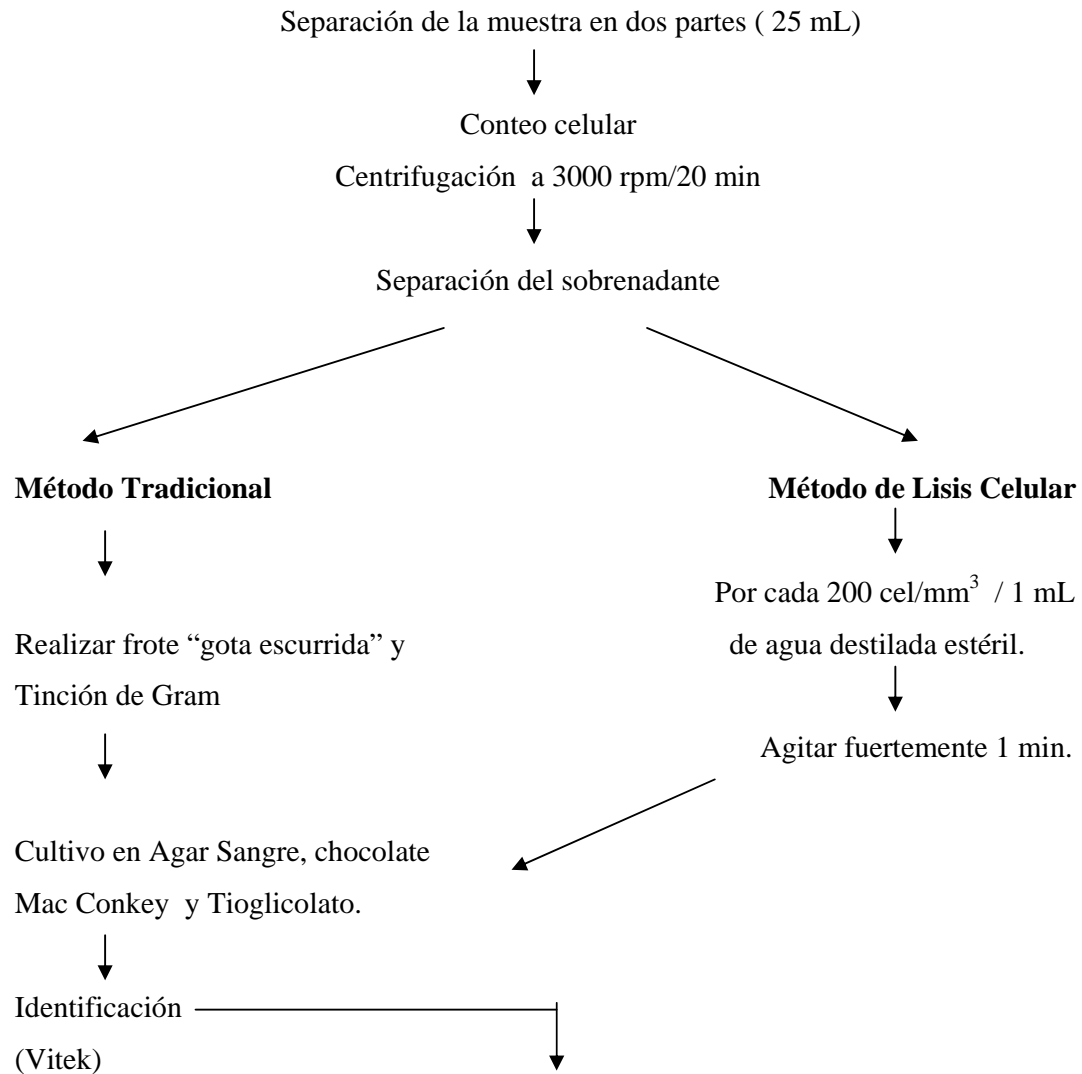 Separación de la muestra en dos partes ( 25 mL)
Conteo celular
Centrifugación a 3000 rpm/20 min
Separación del sobrenadante
Método Tradicional
Realizar frote “gota escurrida” y
Tinción de Gram
Método de Lisis Celular
Por cada 200 cel/mm³ / 1 mL
de agua destilada estéril.
Agitar fuertemente 1 min.
Cultivo en Agar Sangre, chocolate
Mac Conkey y Tioglicolato.
Identificación
(Vitek)